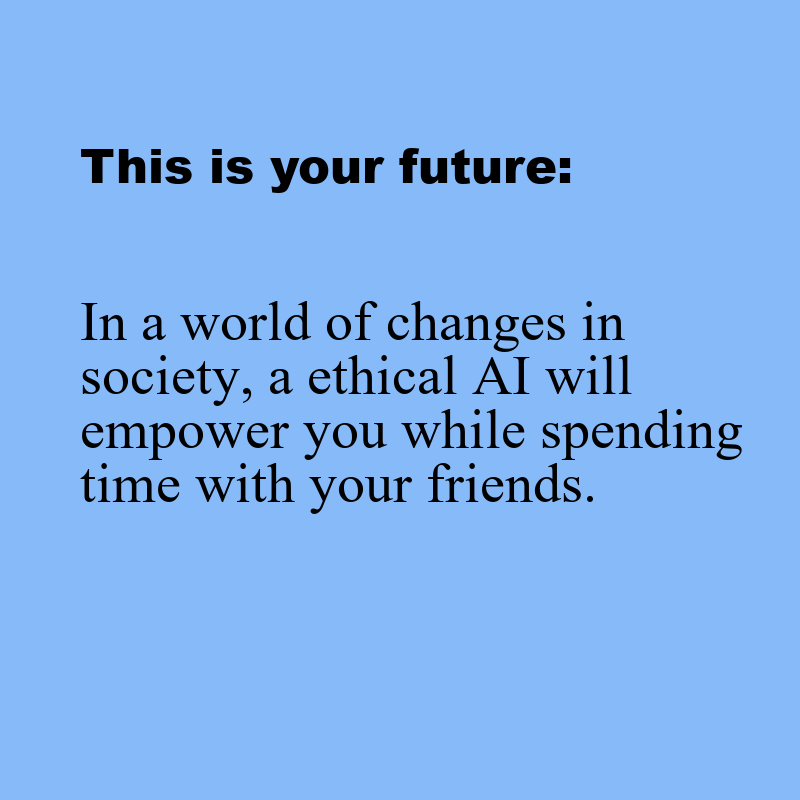 This is your future:
In a world of changes in
society, a ethical AI will
empower you while spending
time with your friends.